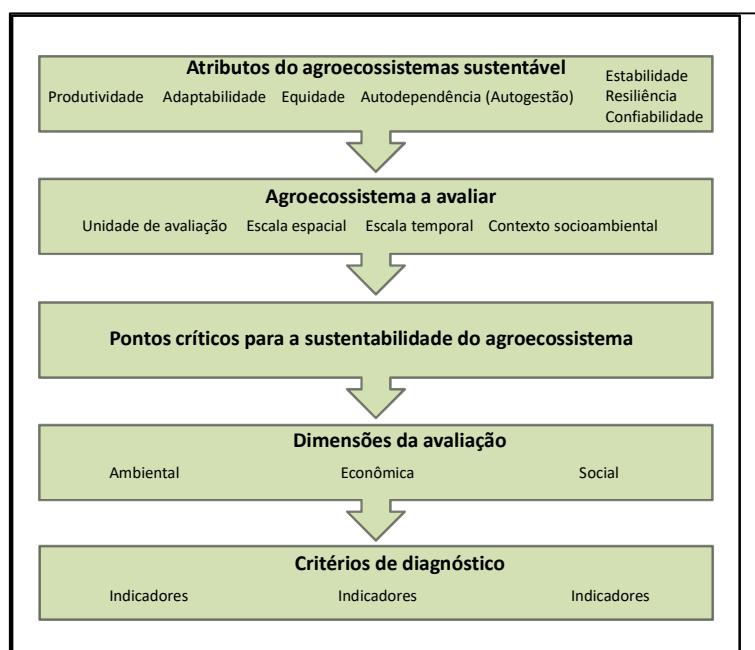 Atributos do agroecossistemas sustentável
Produtividade Adaptabilidade Equidade Autodependência (Autogestão) Estabilidade
Resiliência
Confiabilidade
Agroecossistema a avaliar
Unidade de avaliação Escala espacial Escala temporal Contexto socioambiental
Pontos críticos para a sustentabilidade do agroecossistema
Dimensões da avaliação
Ambiental Econômica Social
Critérios de diagnóstico
Indicadores Indicadores Indicadores